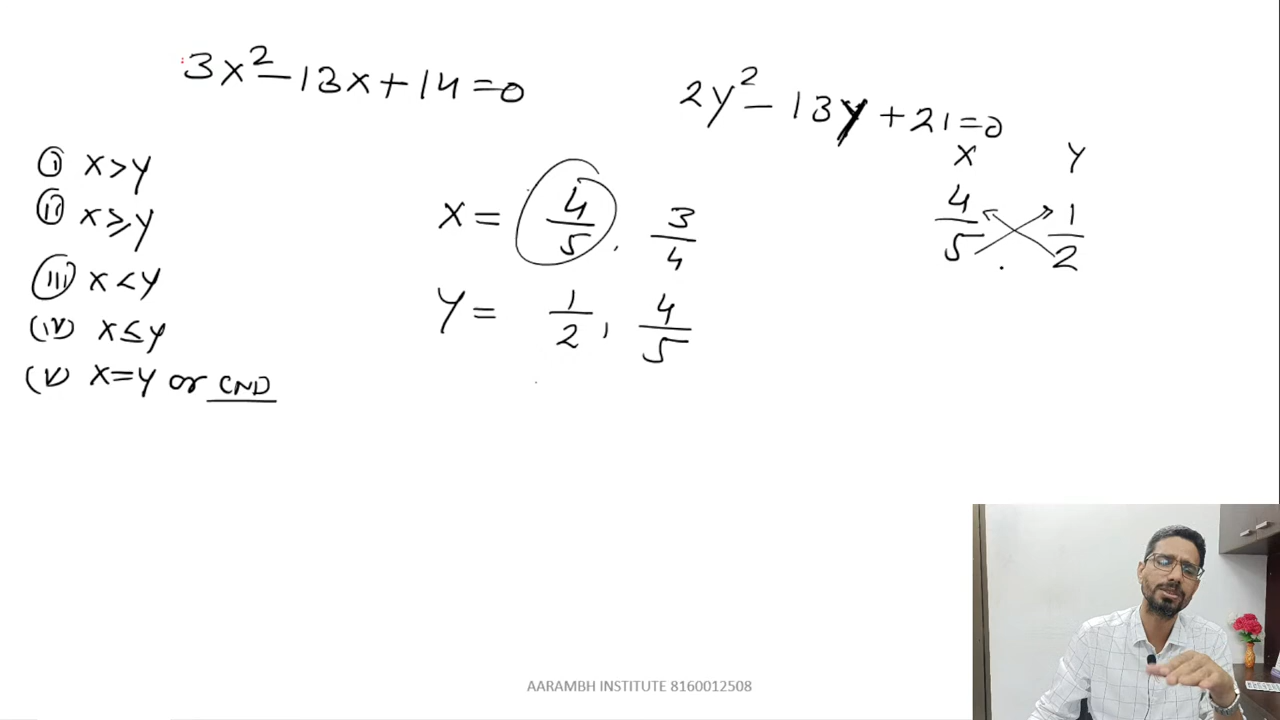 3x² - 13x + 14 = 0
2y² - 13y + 21 = 0
(i) x > y
(ii) x ≥ y
(iii) x < y
(iv) x ≤ y
(v) x = y or CND
x = 4/5, 3/4
y = 1/2, 4/5
x y
4/5 1/2
AARAMBH INSTITUTE 8160012508